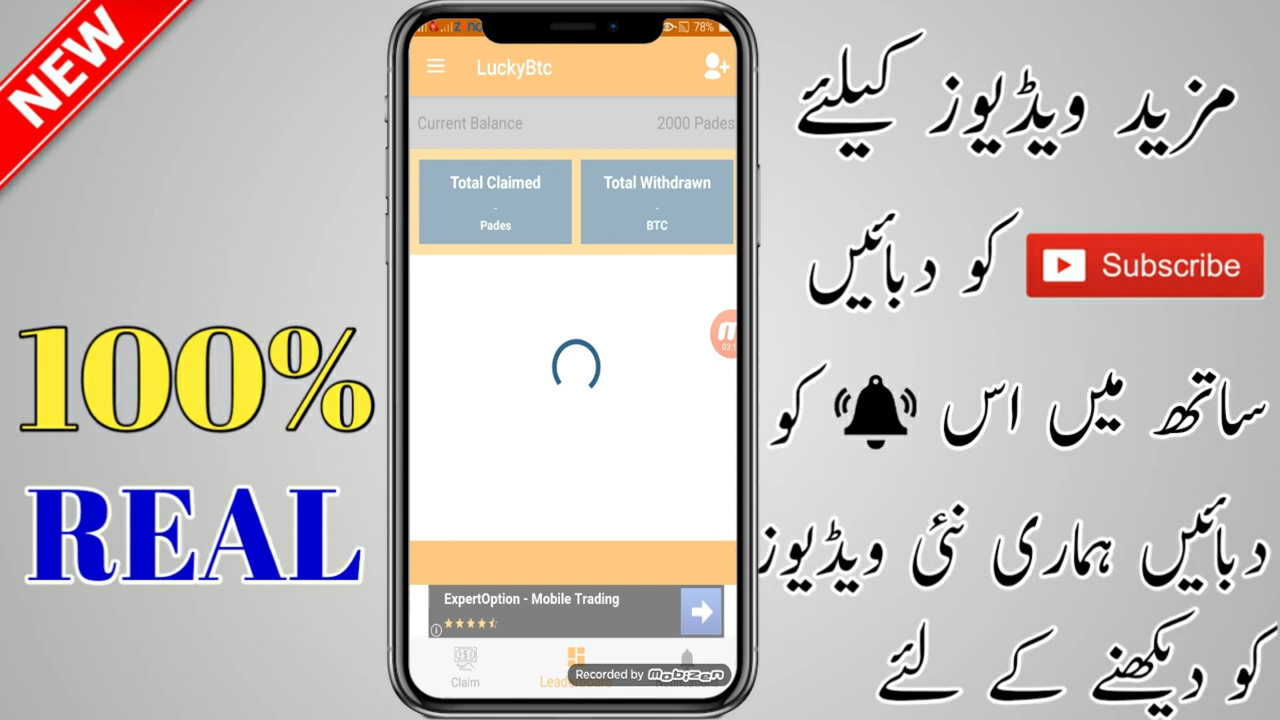 NEW
100%
REAL
78%
LuckyBtc
Current Balance 2000 Pades
Total Claimed
-
Pades
Total Withdrawn
-
BTC
ExpertOption - Mobile Trading
Claim
Recorded by Mobizen
مزید ویڈیوز کیلئے
Subscribe کو دبائیں
ساتھ میں اس کو
دبائیں ہماری نئی ویڈیوز
کو دیکھنے کے لئے